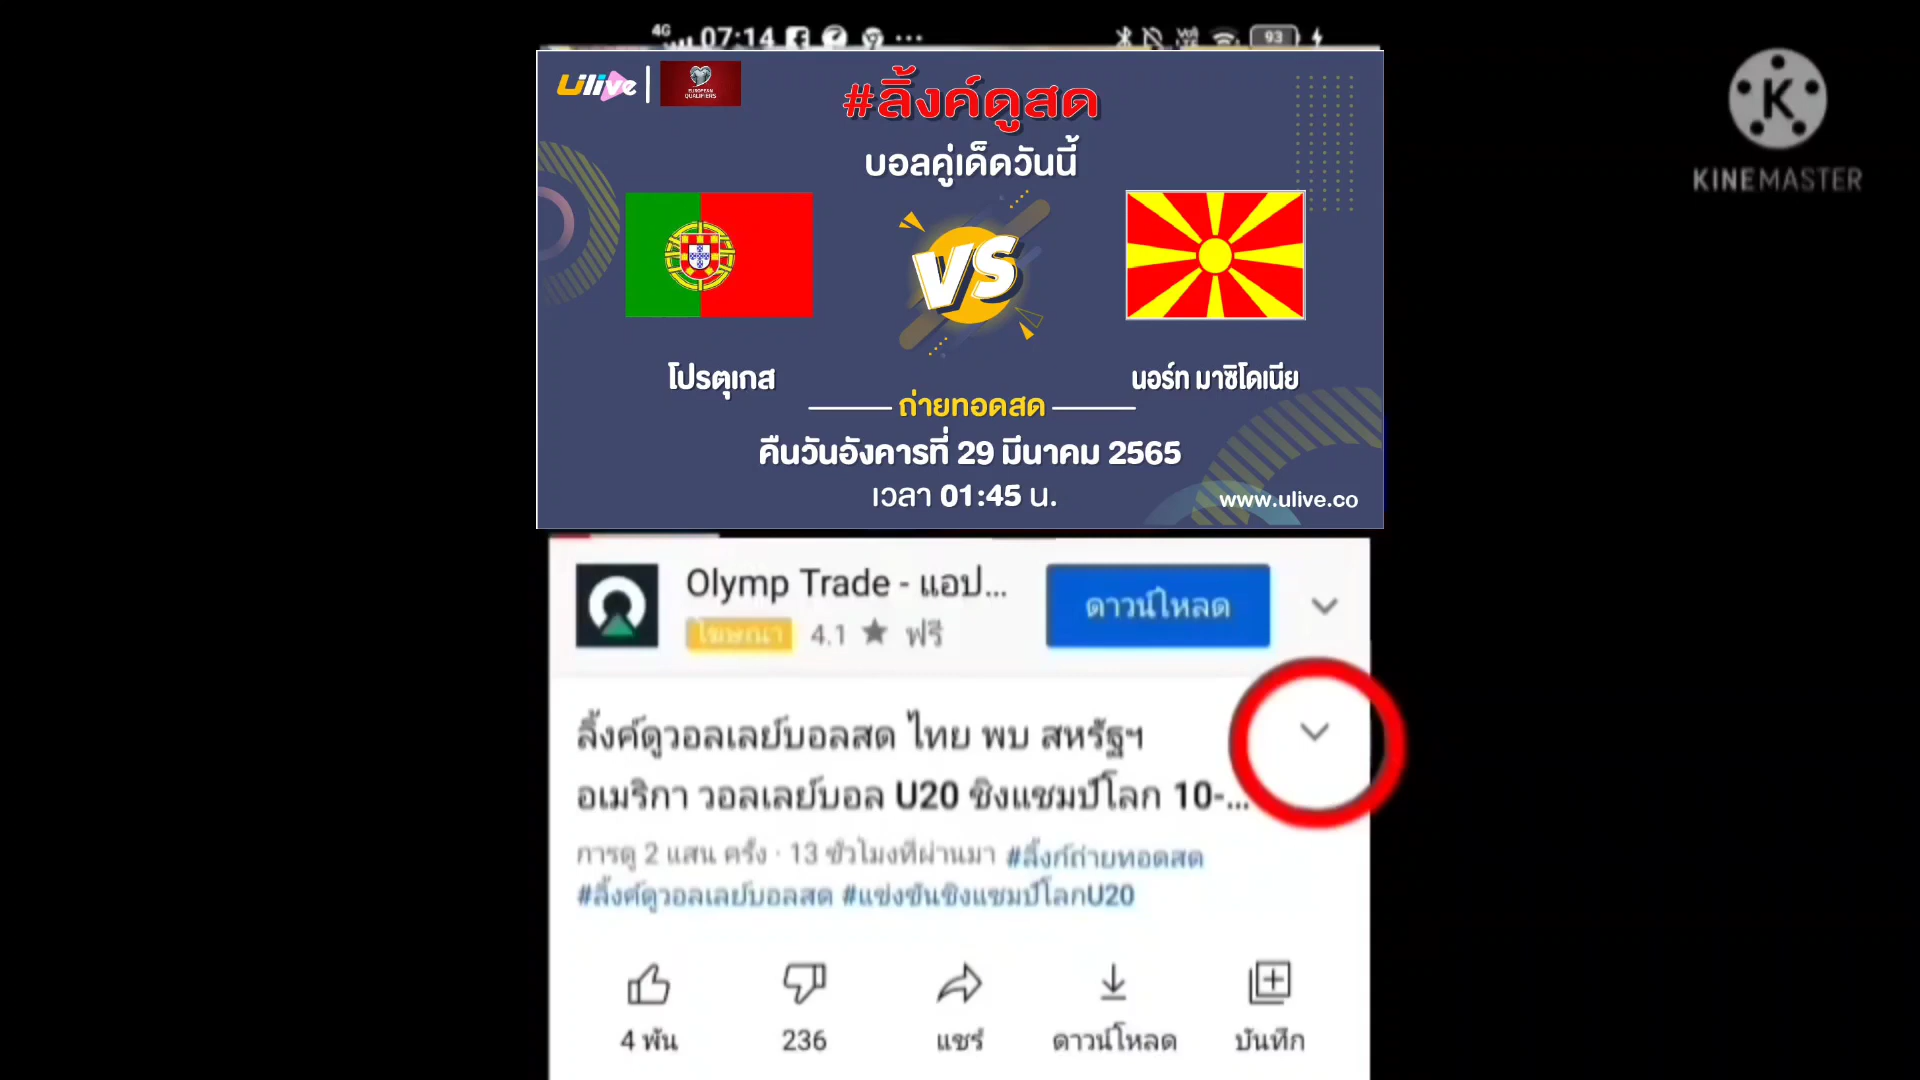 4G 07:14 93
KINEMASTER
Ulive
EUROPEAN
QUALIFIERS
#ลิ้งค์ดูสด
บอลคู่เด็ดวันนี้
VS
โปรตุเกส
นอร์ท มาซิโดเนีย
ถ่ายทอดสด
คืนวันอังคารที่ 29 มีนาคม 2565
เวลา 01:45 น.
www.ulive.co
Olymp Trade - แอป...
ดาวน์โหลด
โฆษณา 4.1 ★ ฟรี
ลิ้งค์ดูวอลเลย์บอลสด ไทย พบ สหรัฐฯ
อเมริกา วอลเลย์บอล U20 ชิงแชมป์โลก 10-...
การดู 2 แสน ครั้ง · 13 ชั่วโมงที่ผ่านมา #ลิ้งก์ถ่ายทอดสด
#ลิ้งค์ดูวอลเลย์บอลสด #แข่งขันชิงแชมป์โลกU20
4 พัน
236
แชร์
ดาวน์โหลด
บันทึก